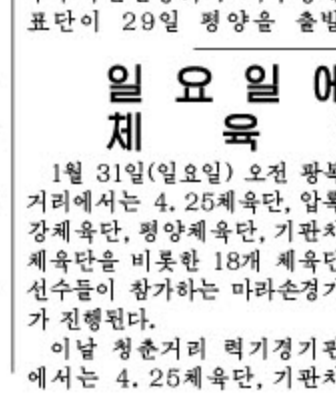 표단이 29일 평양을 출발
일요일에
체육
1월 31일(일요일) 오전 광복
거리에서는 4. 25체육단, 압록
강체육단, 평양체육단, 기관차
체육단을 비롯한 18개 체육단
선수들이 참가하는 마라손경기
가 진행된다.
이날 청춘거리 력기경기관
에서는 4. 25체육단, 기관차